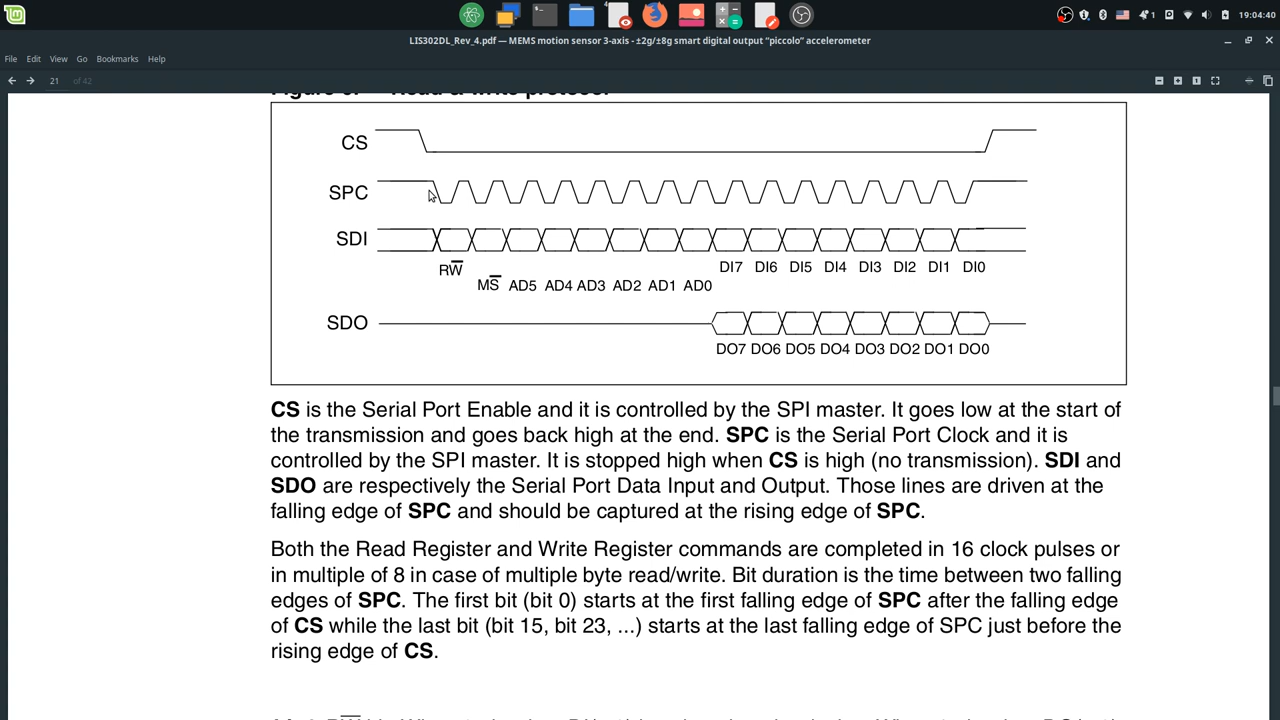 19:04:40
LIS302DL_Rev_4.pdf — MEMS motion sensor 3-axis - ±2g/±8g smart digital output “piccolo” accelerometer
File Edit View Go Bookmarks Help
21 of 42
CS
SPC
SDI
RW DI7 DI6 DI5 DI4 DI3 DI2 DI1 DI0
MS AD5 AD4 AD3 AD2 AD1 AD0
SDO
DO7 DO6 DO5 DO4 DO3 DO2 DO1 DO0
CS is the Serial Port Enable and it is controlled by the SPI master. It goes low at the start of
the transmission and goes back high at the end. SPC is the Serial Port Clock and it is
controlled by the SPI master. It is stopped high when CS is high (no transmission). SDI and
SDO are respectively the Serial Port Data Input and Output. Those lines are driven at the
falling edge of SPC and should be captured at the rising edge of SPC.
Both the Read Register and Write Register commands are completed in 16 clock pulses or
in multiple of 8 in case of multiple byte read/write. Bit duration is the time between two falling
edges of SPC. The first bit (bit 0) starts at the first falling edge of SPC after the falling edge
of CS while the last bit (bit 15, bit 23, ...) starts at the last falling edge of SPC just before the
rising edge of CS.